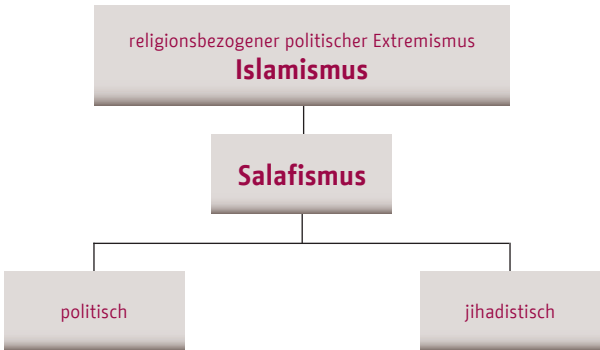 religionsbezogener politischer Extremismus
Islamismus
Salafismus
politisch
jihadistisch